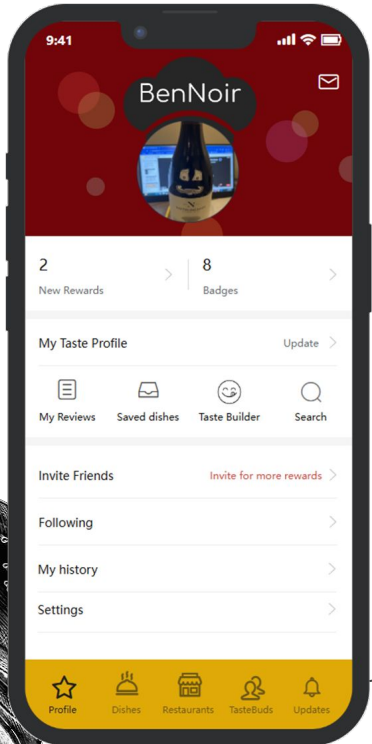 9:41
BenNoir
N
2
8
New Rewards
Badges
My Taste Profile
Update
My Reviews
Saved dishes
Taste Builder
Search
Invite Friends
Invite for more rewards
Following
My history
Settings
Profile
Dishes
Restaurants
TasteBuds
Updates